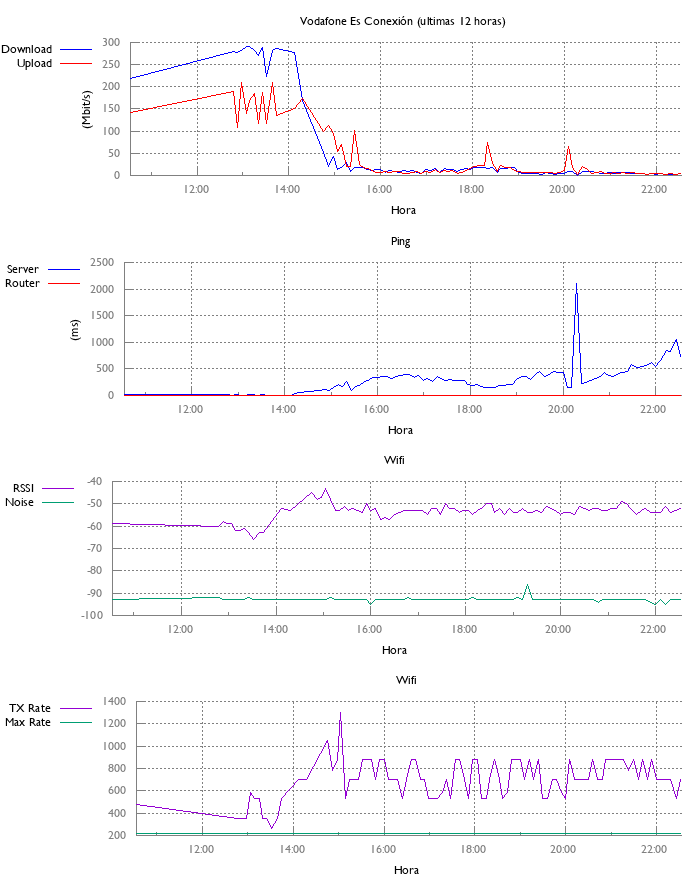 Vodafone Es Conexión (ultimas 12 horas)
Download
Upload
(Mbit/s)
300
250
200
150
100
50
0
12:00 14:00 16:00 18:00 20:00 22:00
Hora
Ping
Server
Router
(ms)
2500
2000
1500
1000
500
0
12:00 14:00 16:00 18:00 20:00 22:00
Hora
Wifi
RSSI
Noise
-40
-50
-60
-70
-80
-90
-100
12:00 14:00 16:00 18:00 20:00 22:00
Hora
Wifi
TX Rate
Max Rate
1400
1200
1000
800
600
400
200
12:00 14:00 16:00 18:00 20:00 22:00
Hora